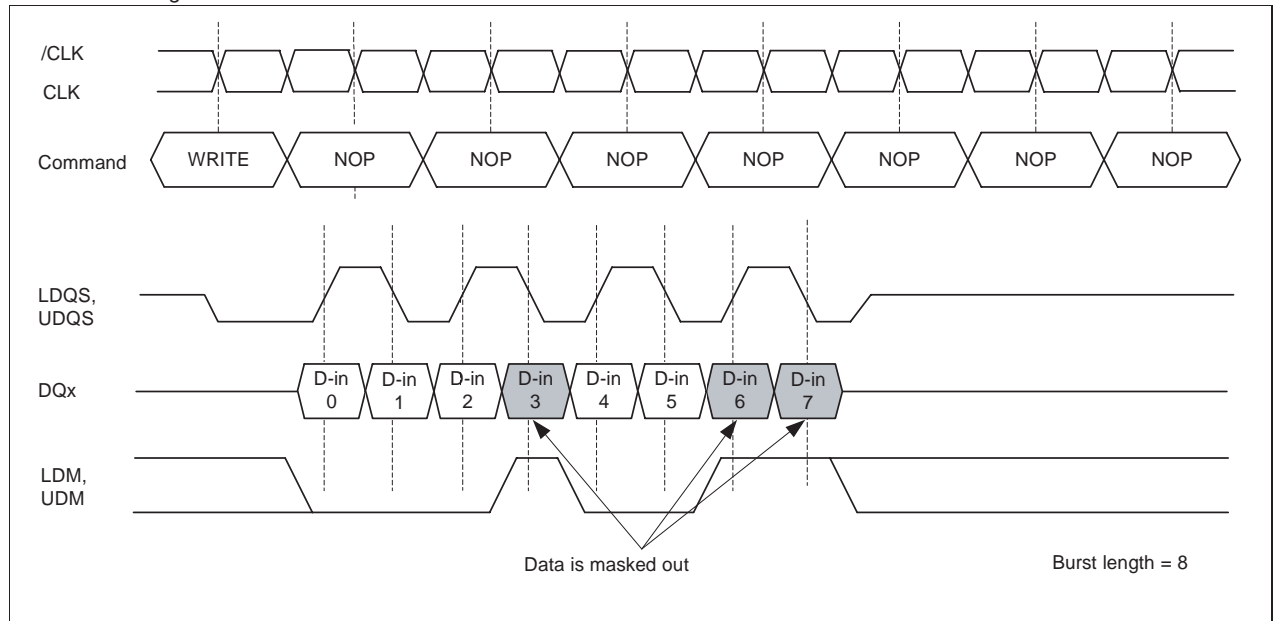 /CLK
CLK
Command WRITE NOP NOP NOP NOP NOP NOP NOP
LDQS,
UDQS
DQx
D-in D-in D-in D-in D-in D-in D-in D-in
0 1 2 3 4 5 6 7
LDM,
UDM
Data is masked out
Burst length = 8